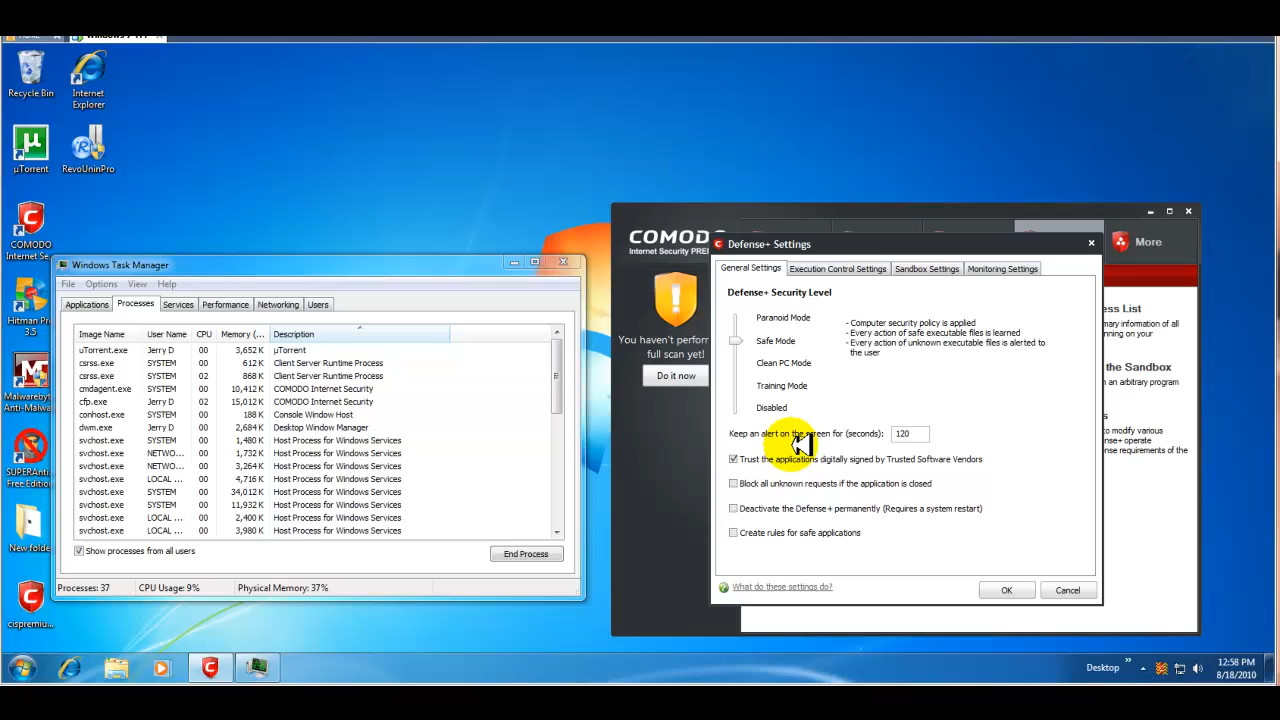 Recycle Bin
Internet
Explorer
µTorrent
RevoUninPro
COMODO
Internet Se...
Hitman Pro
3.5
Malwarebyt
Anti-Malwa
SUPERAnti
Free Edition
New folde
cispremiu...
Windows Task Manager
File Options View Help
Applications Processes Services Performance Networking Users
Image Name User Name CPU Memory (... Description
uTorrent.exe Jerry D 00 3,652 K µTorrent
csrss.exe SYSTEM 00 612 K Client Server Runtime Process
csrss.exe SYSTEM 02 868 K Client Server Runtime Process
cmdagent.exe SYSTEM 00 10,412 K COMODO Internet Security
cfp.exe Jerry D 02 15,012 K COMODO Internet Security
conhost.exe SYSTEM 00 188 K Console Window Host
dwm.exe Jerry D 00 2,684 K Desktop Window Manager
svchost.exe SYSTEM 00 1,480 K Host Process for Windows Services
svchost.exe NETWO... 00 1,732 K Host Process for Windows Services
svchost.exe NETWO... 00 3,264 K Host Process for Windows Services
svchost.exe LOCAL ... 00 4,716 K Host Process for Windows Services
svchost.exe SYSTEM 00 34,012 K Host Process for Windows Services
svchost.exe SYSTEM 00 11,932 K Host Process for Windows Services
svchost.exe LOCAL ... 00 2,400 K Host Process for Windows Services
svchost.exe LOCAL ... 00 3,980 K Host Process for Windows Services
Show processes from all users
End Process
Processes: 37 CPU Usage: 9% Physical Memory: 37%
COMOD
Internet Security PREI
More
You haven't perform
full scan yet!
Do it now
Defense+ Settings
General Settings Execution Control Settings Sandbox Settings Monitoring Settings
Defense+ Security Level
Paranoid Mode
Safe Mode
Clean PC Mode
Training Mode
Disabled
- Computer security policy is applied
- Every action of safe executable files is learned
- Every action of unknown executable files is alerted to
the user
Keep an alert on the screen for (seconds): 120
Trust the applications digitally signed by Trusted Software Vendors
Block all unknown requests if the application is closed
Deactivate the Defense+ permanently (Requires a system restart)
Create rules for safe applications
What do these settings do?
OK Cancel
ess List
mary information of all
nning on your
the Sandbox
an arbitrary program
s
to modify various
ense+ operate
uirements of the
Desktop
12:58 PM
8/18/2010